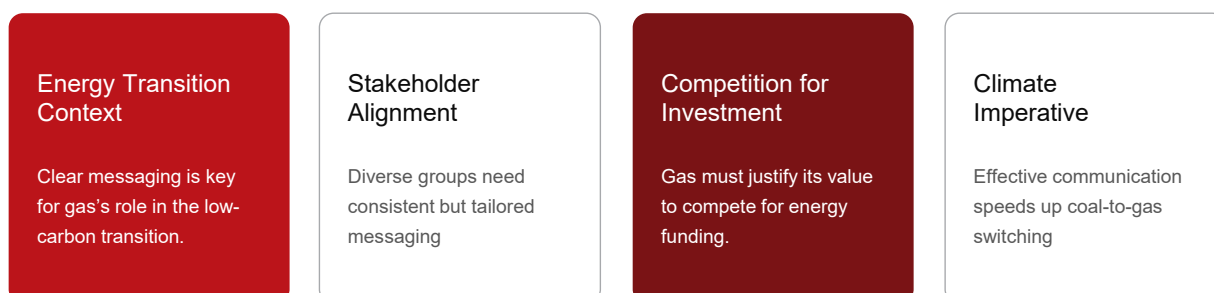 Energy Transition
Context
Clear messaging is key
for gas’s role in the low-
carbon transition.
Stakeholder
Alignment
Diverse groups need
consistent but tailored
messaging
Competition for
Investment
Gas must justify its value
to compete for energy
funding.
Climate
Imperative
Effective communication
speeds up coal-to-gas
switching